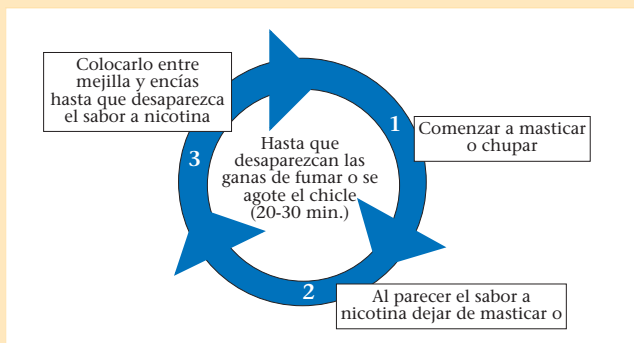 Colocarlo entre
mejilla y encías
hasta que desaparezca
el sabor a nicotina
1
Comenzar a masticar
o chupar
3
Hasta que
desaparezcan las
ganas de fumar o se
agote el chicle
(20-30 min.)
2
Al parecer el sabor a
nicotina dejar de masticar o